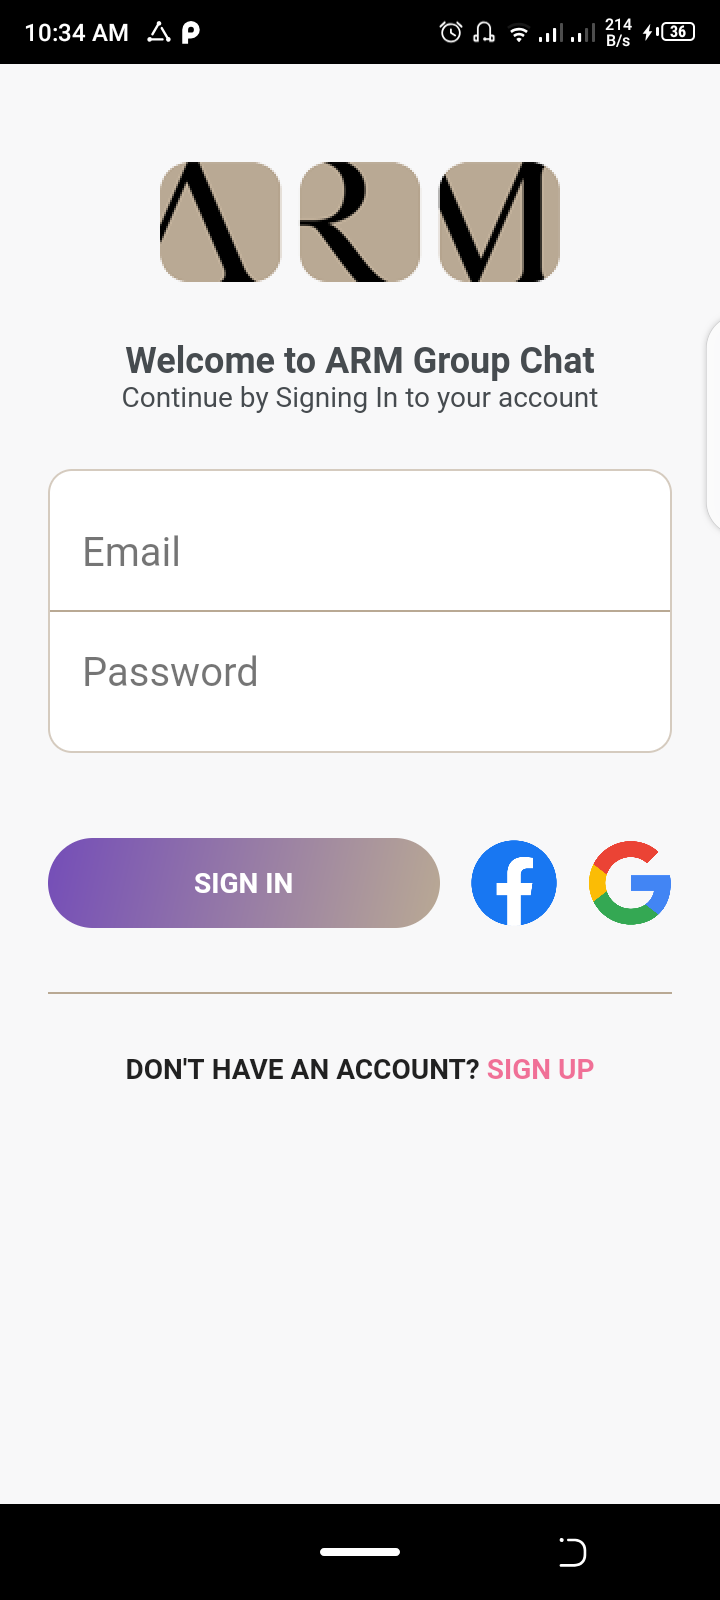 10:34 AM
214
B/s
36
ARM
Welcome to ARM Group Chat
Continue by Signing In to your account
Email
Password
SIGN IN
DON'T HAVE AN ACCOUNT? SIGN UP